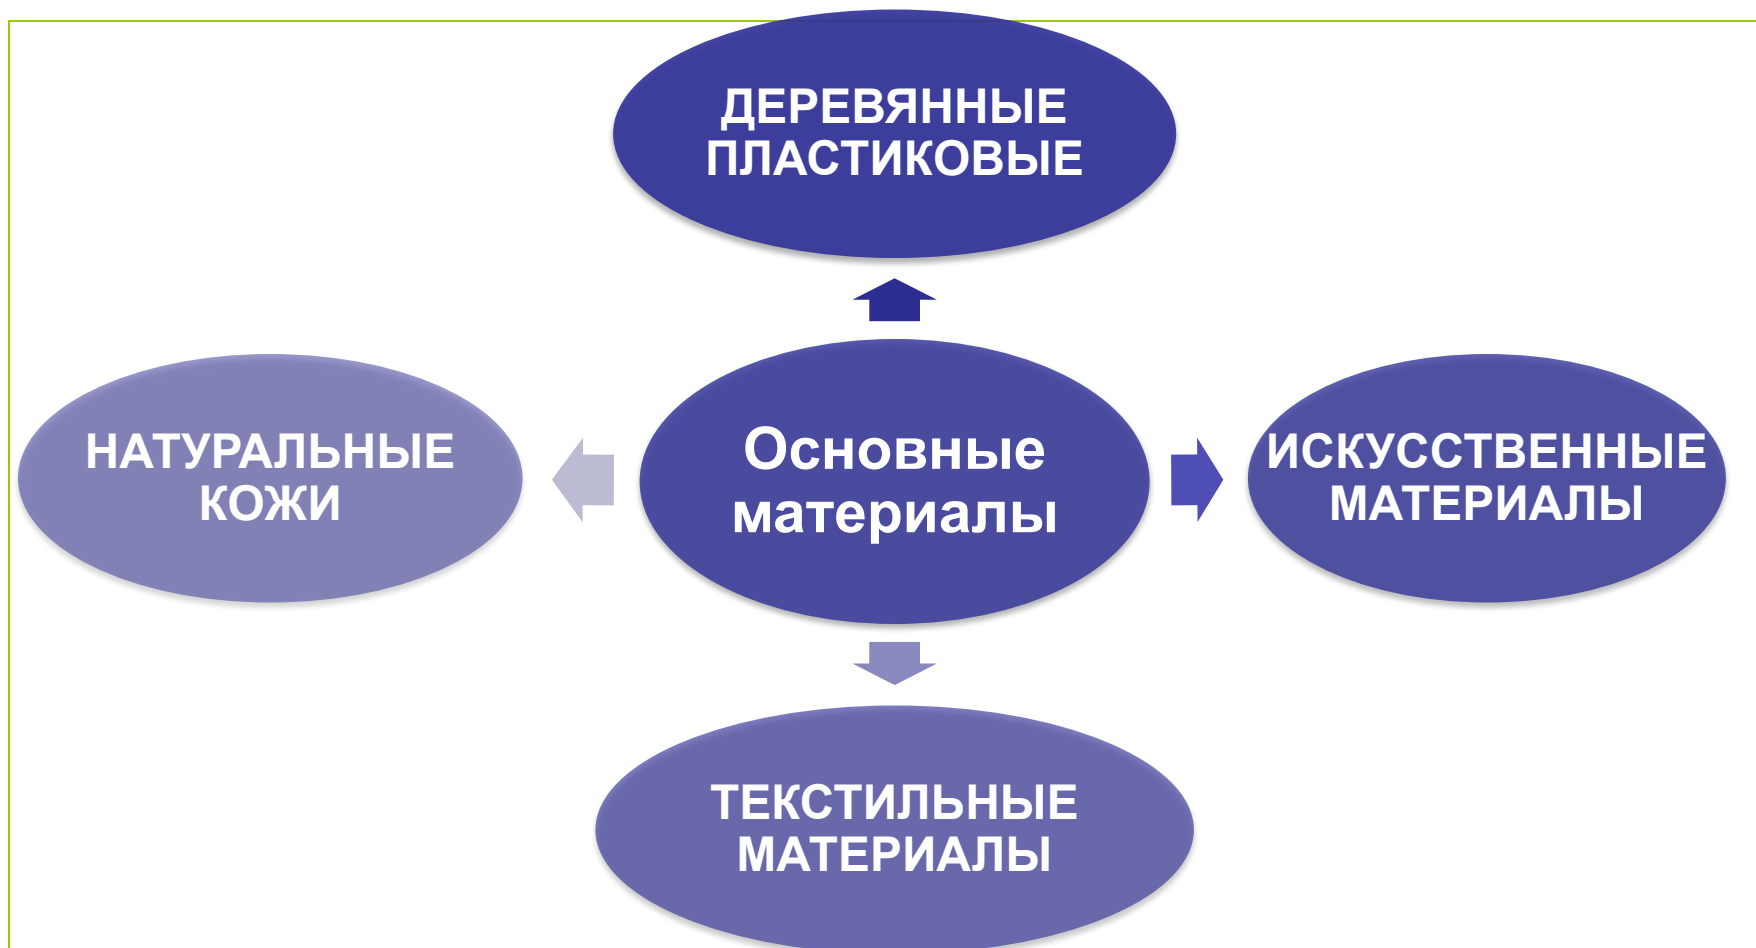 ДЕРЕВЯННЫЕ
ПЛАСТИКОВЫЕ
НАТУРАЛЬНЫЕ
КОЖИ
Основные
материалы
ИСКУССТВЕННЫЕ
МАТЕРИАЛЫ
ТЕКСТИЛЬНЫЕ
МАТЕРИАЛЫ